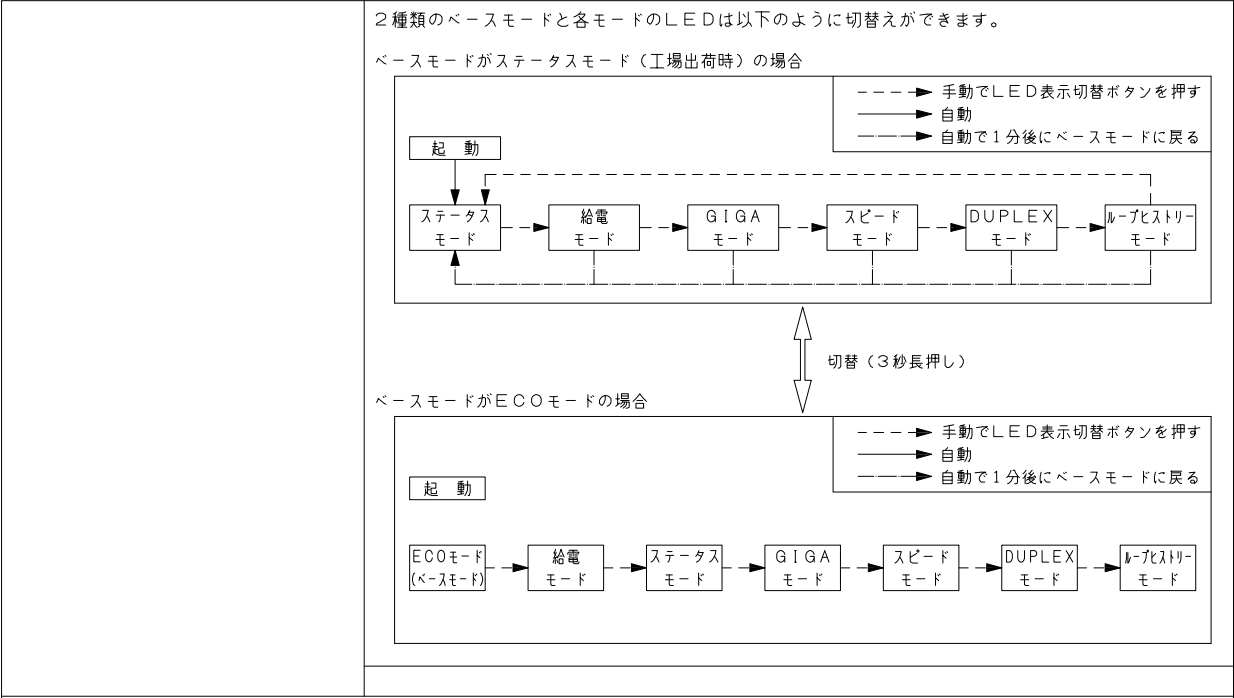 ２種類のベースモードと各モードのＬＥＤは以下のように切替えができます。
ベースモードがステータスモード（工場出荷時）の場合
手動でＬＥＤ表示切替ボタンを押す
自動
自動で１分後にベースモードに戻る
起　動
ステータス
モード
給電
モード
ＧＩＧＡ
モード
スピード
モード
ＤＵＰＬＥＸ
モード
ﾙｰﾌﾟヒストリー
モード
切替（３秒長押し）
ベースモードがＥＣＯモードの場合
手動でＬＥＤ表示切替ボタンを押す
自動
自動で１分後にベースモードに戻る
起　動
ECOモード
(ベースモード)
給電
モード
ステータス
モード
ＧＩＧＡ
モード
スピード
モード
DUPLEX
モード
ﾙｰﾌﾟﾋｽﾄﾘｰ
モード